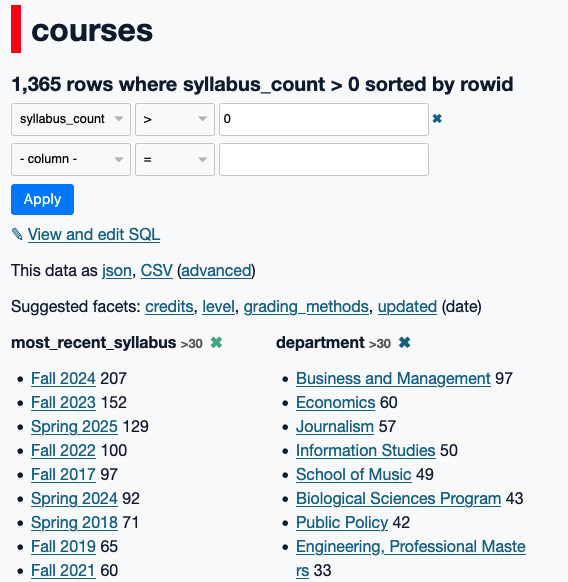 courses
1,365 rows where syllabus_count > 0 sorted by rowid
syllabus_count > 0 ✖
- column - =
Apply
✎ View and edit SQL
This data as json, CSV (advanced)
Suggested facets: credits, level, grading_methods, updated (date)
most_recent_syllabus >30 ✖
Fall 2024 207
Fall 2023 152
Spring 2025 129
Fall 2022 100
Fall 2017 97
Spring 2024 92
Spring 2018 71
Fall 2019 65
Fall 2021 60
department >30 ✖
Business and Management 97
Economics 60
Journalism 57
Information Studies 50
School of Music 49
Biological Sciences Program 43
Public Policy 42
Engineering, Professional Maste
rs 33